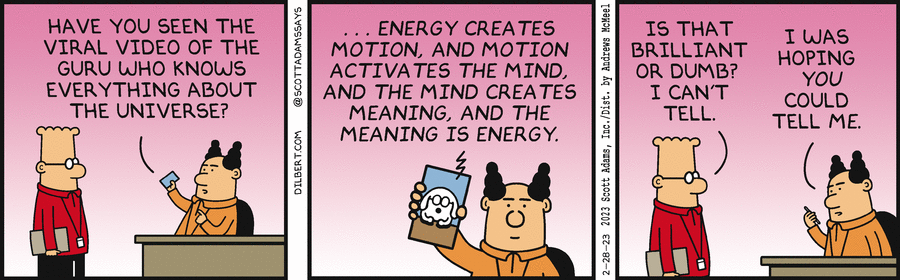 HAVE YOU SEEN THE
VIRAL VIDEO OF THE
GURU WHO KNOWS
EVERYTHING ABOUT
THE UNIVERSE?
DILBERT.COM @SCOTTADAMSSAYS
...ENERGY CREATES
MOTION, AND MOTION
ACTIVATES THE MIND,
AND THE MIND CREATES
MEANING, AND THE
MEANING IS ENERGY.
2-28-23 2023 Scott Adams, Inc./Dist. by Andrews McMeel
IS THAT
BRILLIANT
OR DUMB?
I CAN'T
TELL.
I WAS
HOPING
YOU
COULD
TELL ME.